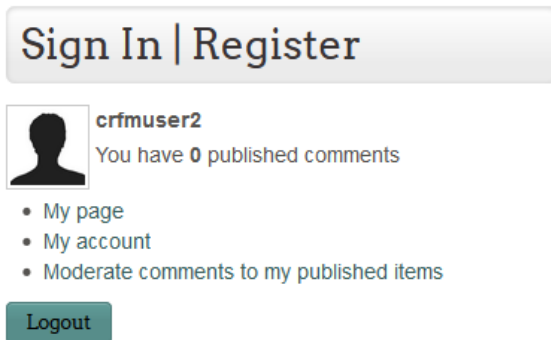 Sign In | Register
crfmuser2
You have 0 published comments
My page
My account
Moderate comments to my published items
Logout